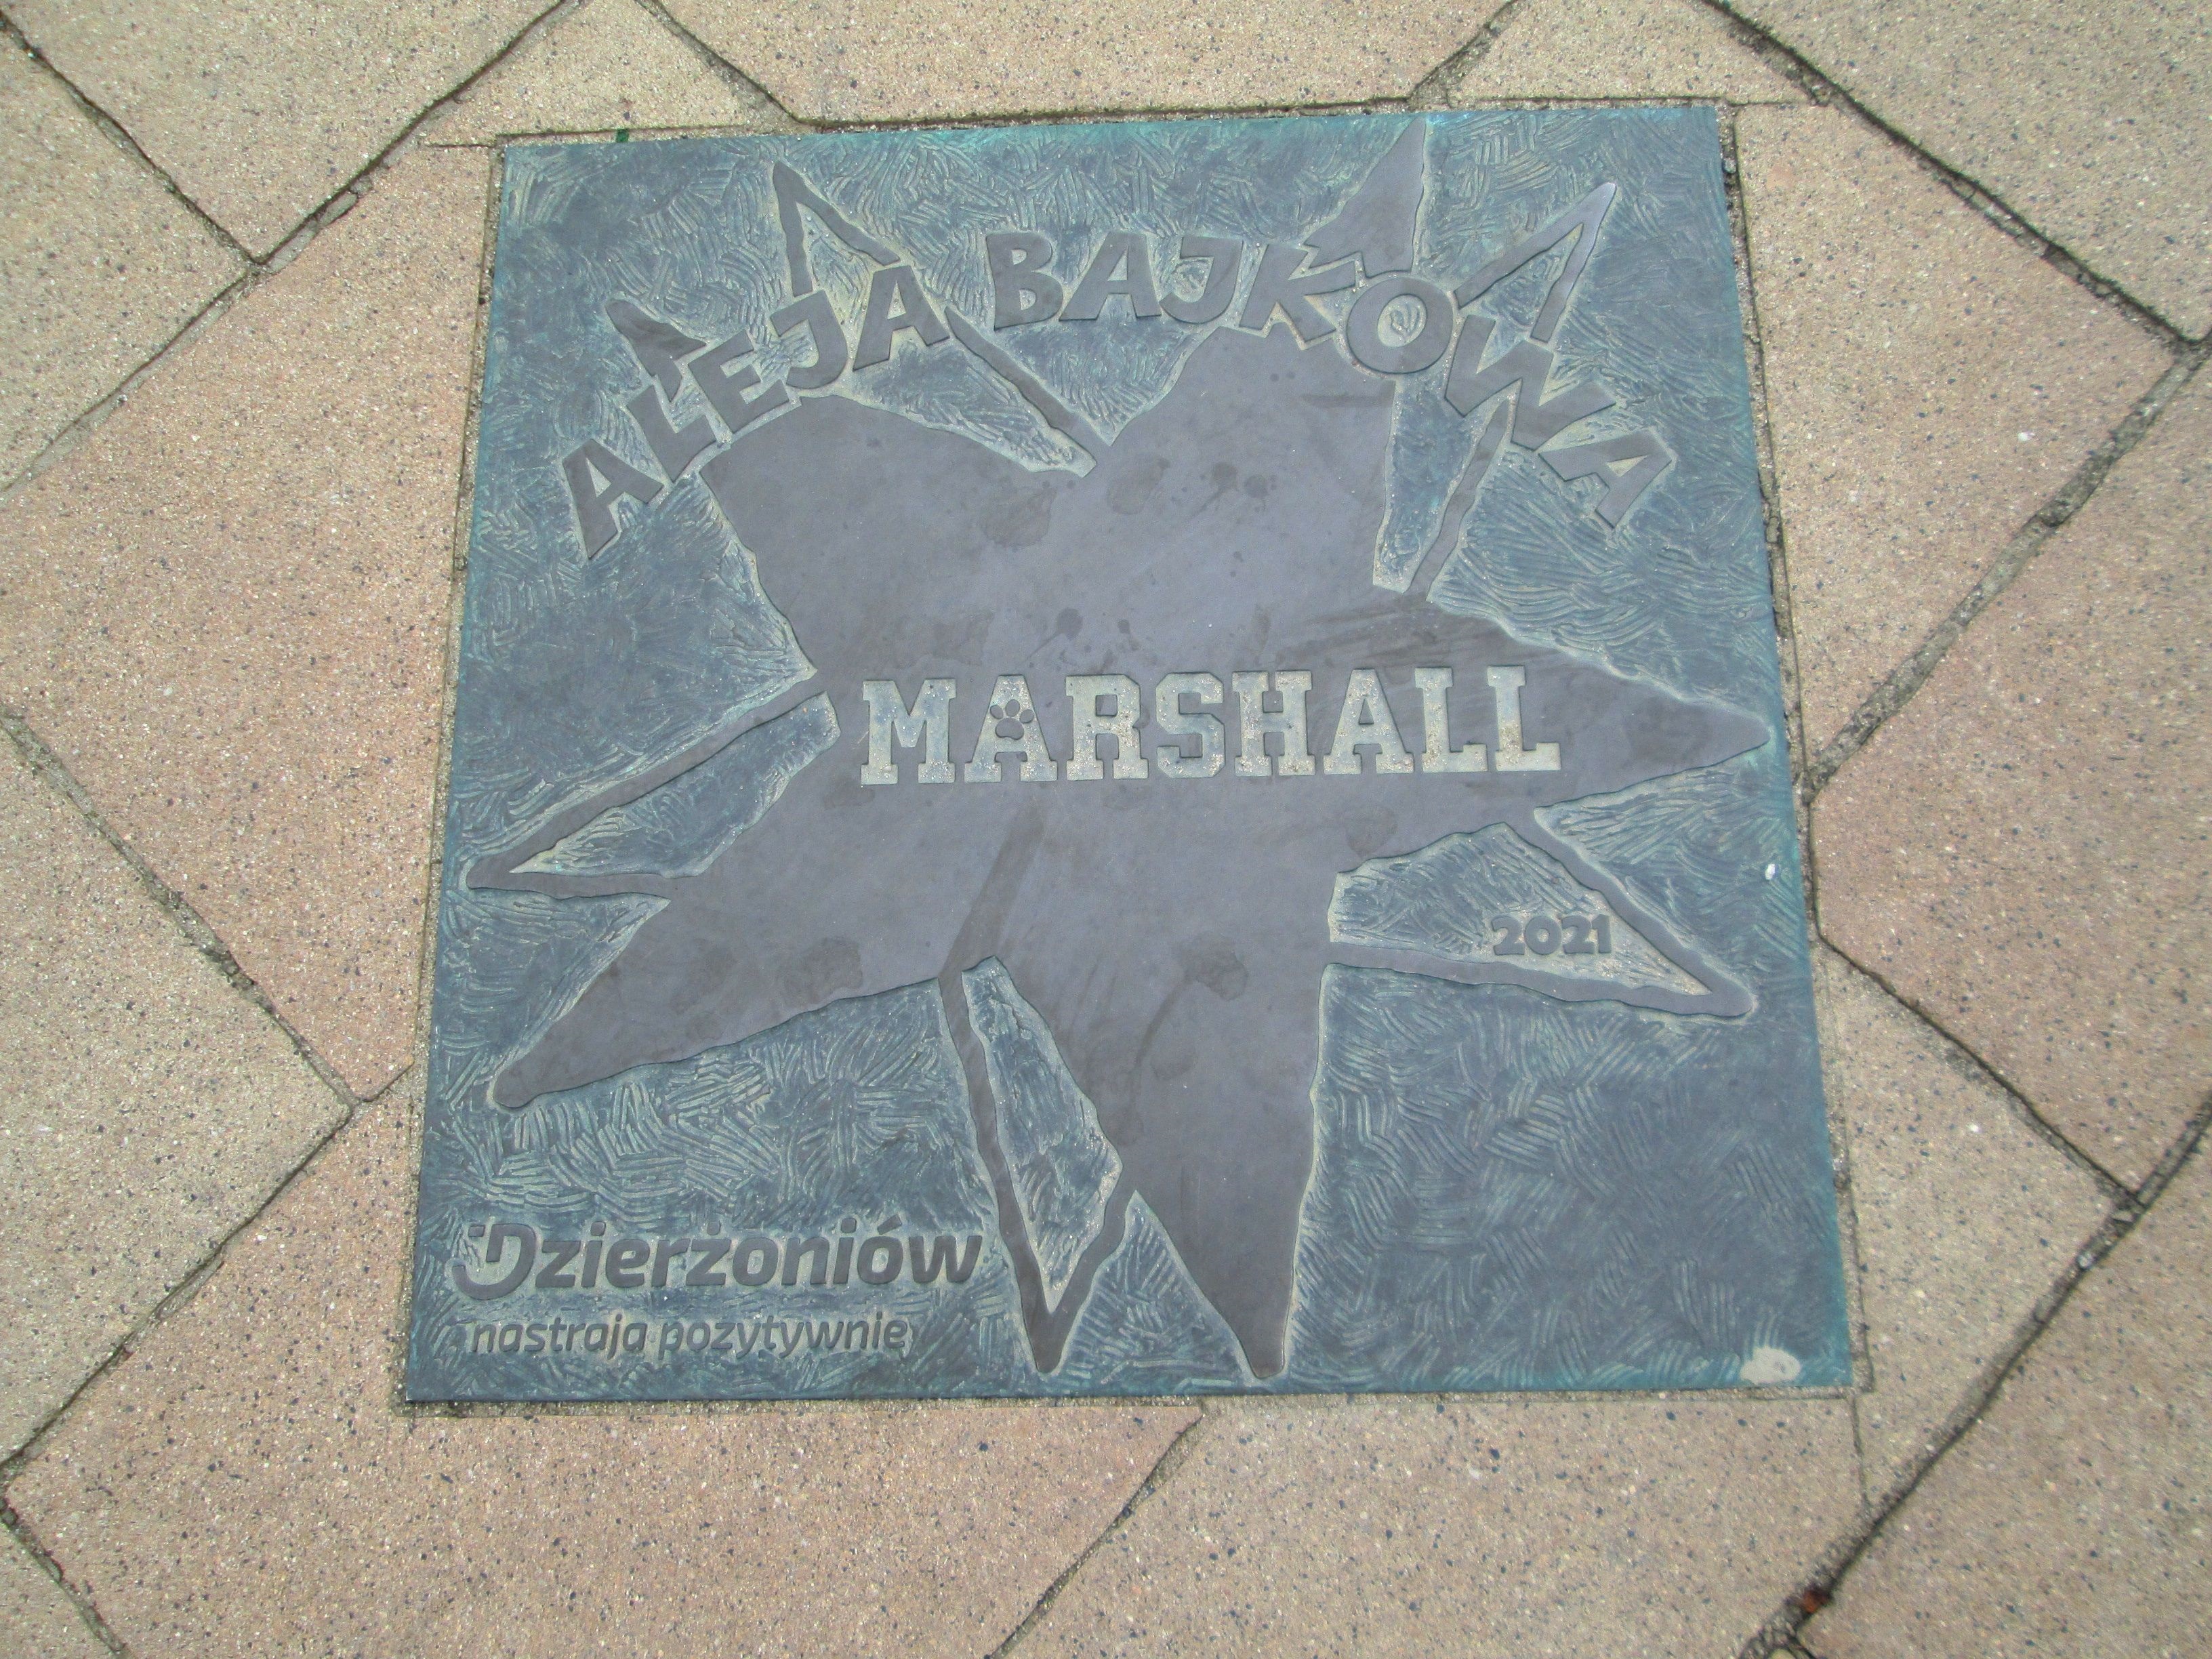 ALEJA BAJKOWA
MARSHALL
2021
Dzierżoniów
nastraja pozytywnie